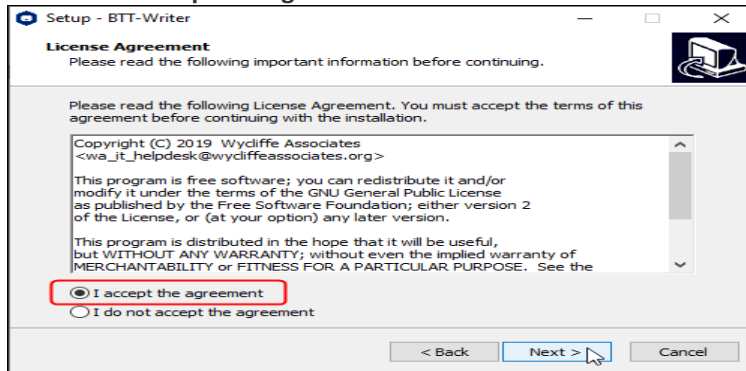 Setup - BTT-Writer
License Agreement
Please read the following important information before continuing.
Please read the following License Agreement. You must accept the terms of this
agreement before continuing with the installation.
Copyright (C) 2019 Wycliffe Associates
<wa_it_helpdesk@wycliffeassociates.org>
This program is free software; you can redistribute it and/or
modify it under the terms of the GNU General Public License
as published by the Free Software Foundation; either version 2
of the License, or (at your option) any later version.
This program is distributed in the hope that it will be useful,
but WITHOUT ANY WARRANTY; without even the implied warranty of
MERCHANTABILITY or FITNESS FOR A PARTICULAR PURPOSE. See the
I accept the agreement
I do not accept the agreement
< Back Next > Cancel